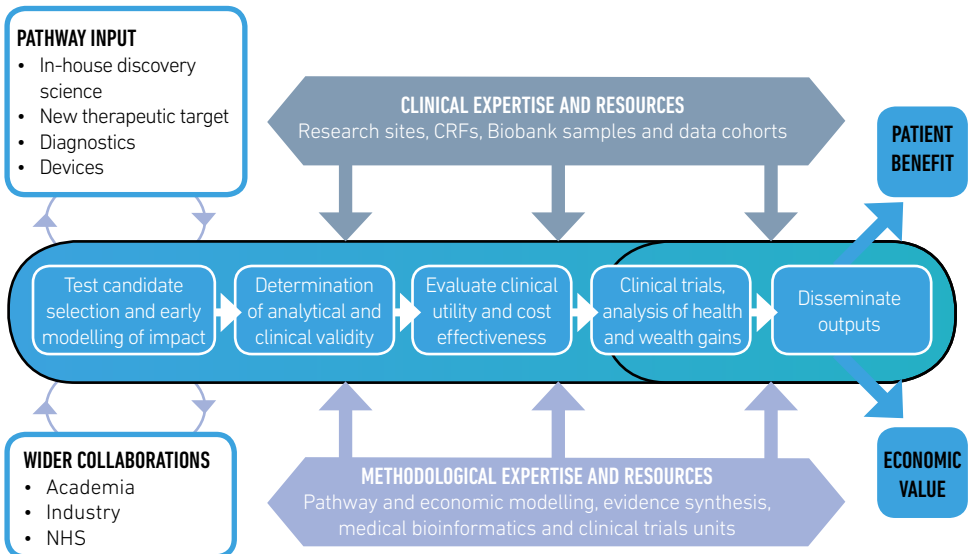 PATHWAY INPUT
• In-house discovery
science
• New therapeutic target
• Diagnostics
• Devices
CLINICAL EXPERTISE AND RESOURCES
Research sites, CRFs, Biobank samples and data cohorts
PATIENT
BENEFIT
Test candidate
selection and early
modelling of impact
Determination
of analytical and
clinical validity
Evaluate clinical
utility and cost
effectiveness
Clinical trials,
analysis of health
and wealth gains
Disseminate
outputs
WIDER COLLABORATIONS
• Academia
• Industry
• NHS
METHODOLOGICAL EXPERTISE AND RESOURCES
Pathway and economic modelling, evidence synthesis,
medical bioinformatics and clinical trials units
ECONOMIC
VALUE